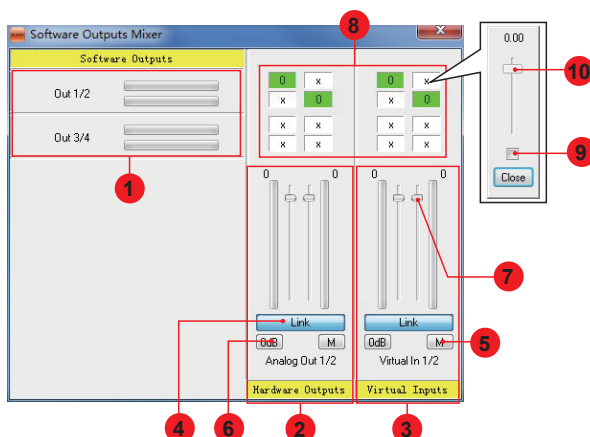 Software Outputs Mixer
Software Outputs
Out 1/2
Out 3/4
1
8
0 x 0 x
x 0 x 0
x x x x
x x x x
0.00
10
9
Close
0 0 0 0
7
4
Link Link
0dB M 0dB M
5
6
Analog Out 1/2 Virtual In 1/2
Hardware Outputs Virtual Inputs
2
3